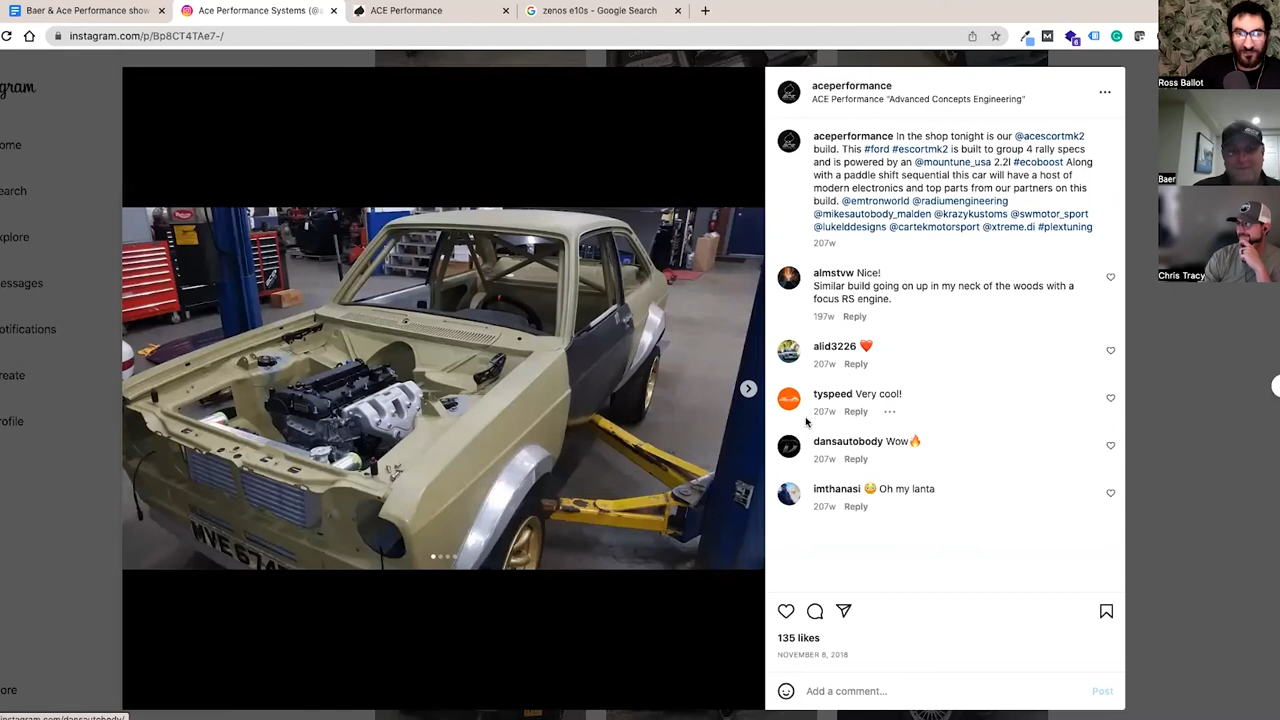 Baer & Ace Performance show
Ace Performance Systems (@a
ACE Performance
zenos e10s - Google Search
instagram.com/p/Bp8CT4TAe7-/
gram
ome
earch
xplore
essages
otifications
reate
rofile
ore
aceperformance
ACE Performance "Advanced Concepts Engineering"
aceperformance In the shop tonight is our @acescortmk2
build. This #ford #escortmk2 is built to group 4 rally specs
and is powered by an @mountune_usa 2.2l #ecoboost Along
with a paddle shift sequential this car will have a host of
modern electronics and top parts from our partners on this
build. @emtronworld @radiumengineering
@mikesautobody_malden @krazykustoms @swmotor_sport
@lukelddesigns @cartekmotorsport @xtreme.di #plextuning
207w
almstvw Nice!
Similar build going on up in my neck of the woods with a
focus RS engine.
197w Reply
alid3226 ❤️
207w Reply
tyspeed Very cool!
207w Reply
dansautobody Wow🔥
207w Reply
imthanasi 😳 Oh my lanta
207w Reply
135 likes
NOVEMBER 8, 2018
Add a comment...
Post
MVE 674
Ross Ballot
Baer
Chris Tracy
instagram.com/dansautobody/